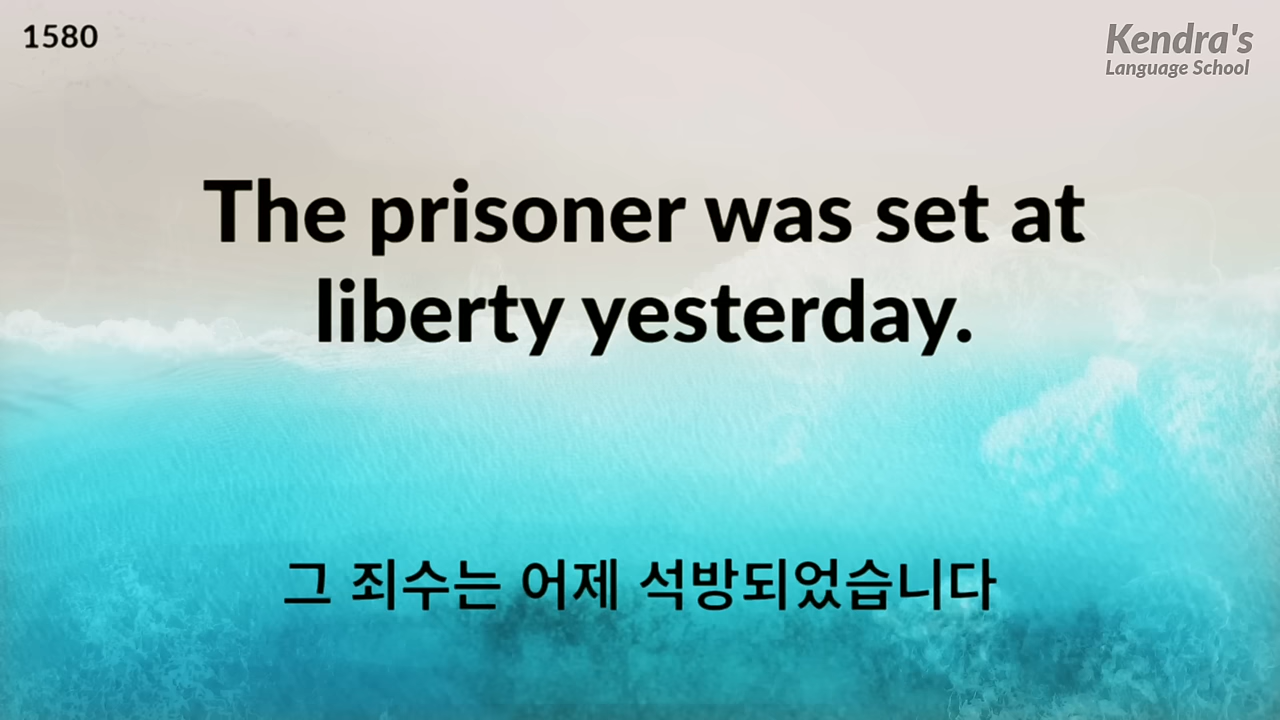 1580
Kendra's
Language School
The prisoner was set at
liberty yesterday.
그 죄수는 어제 석방되었습니다